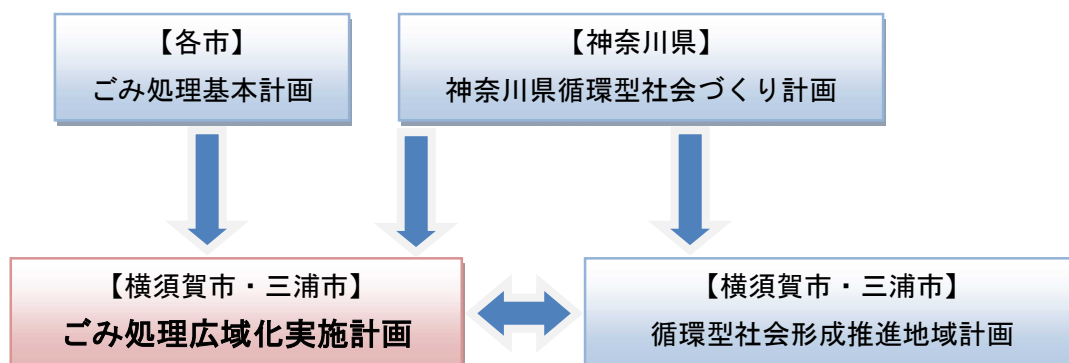 【各市】
ごみ処理基本計画
【神奈川県】
神奈川県循環型社会づくり計画
【横須賀市・三浦市】
ごみ処理広域化実施計画
【横須賀市・三浦市】
循環型社会形成推進地域計画